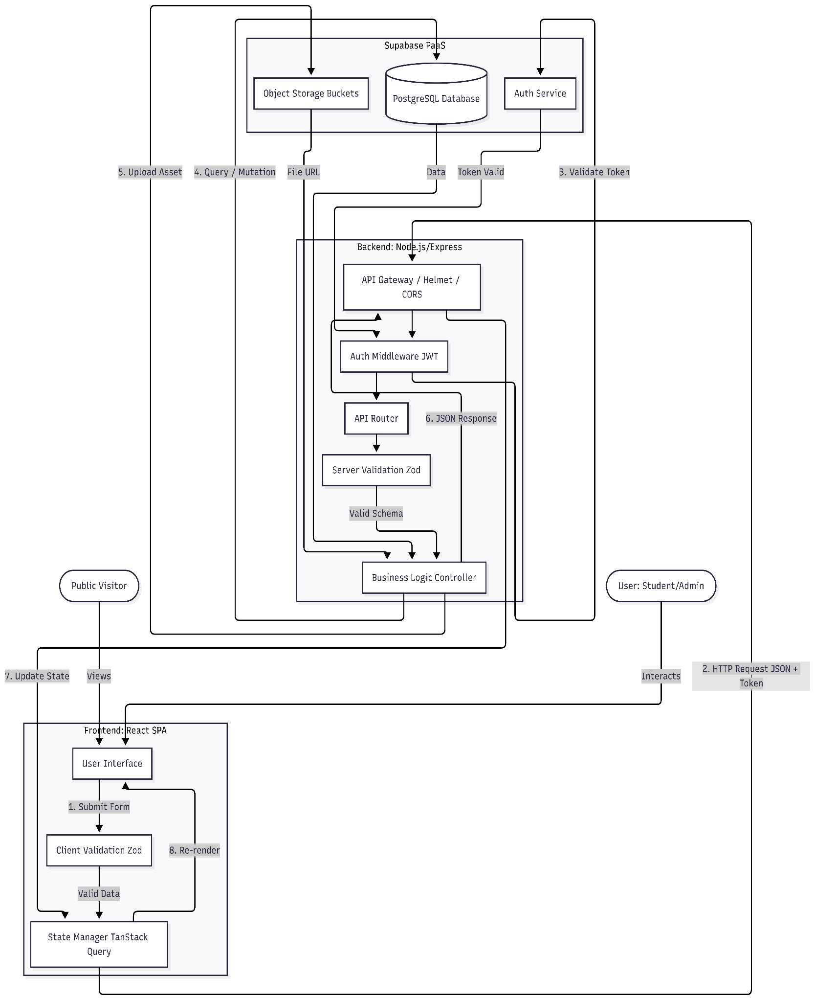 Supabase PaaS
Object Storage Buckets
PostgreSQL Database
Auth Service
5. Upload Asset
4. Query / Mutation
File URL
Data
Token Valid
3. Validate Token
Backend: Node.js/Express
API Gateway / Helmet /
CORS
Auth Middleware JWT
API Router
6. JSON Response
Server Validation Zod
Valid Schema
Business Logic Controller
Public Visitor
User: Student/Admin
7. Update State
Views
Interacts
2. HTTP Request JSON +
Token
Frontend: React SPA
User Interface
1. Submit Form
Client Validation Zod
8. Re-render
Valid Data
State Manager TanStack
Query